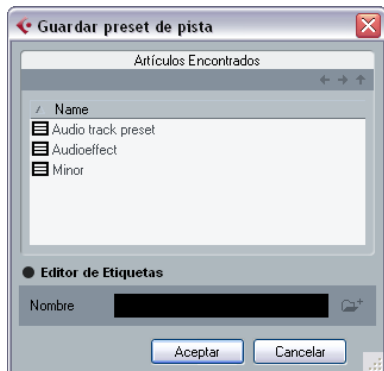 Guardar preset de pista
Artículos Encontrados
Name
Audio track preset
Audioeffect
Minor
Editor de Etiquetas
Nombre
Aceptar
Cancelar